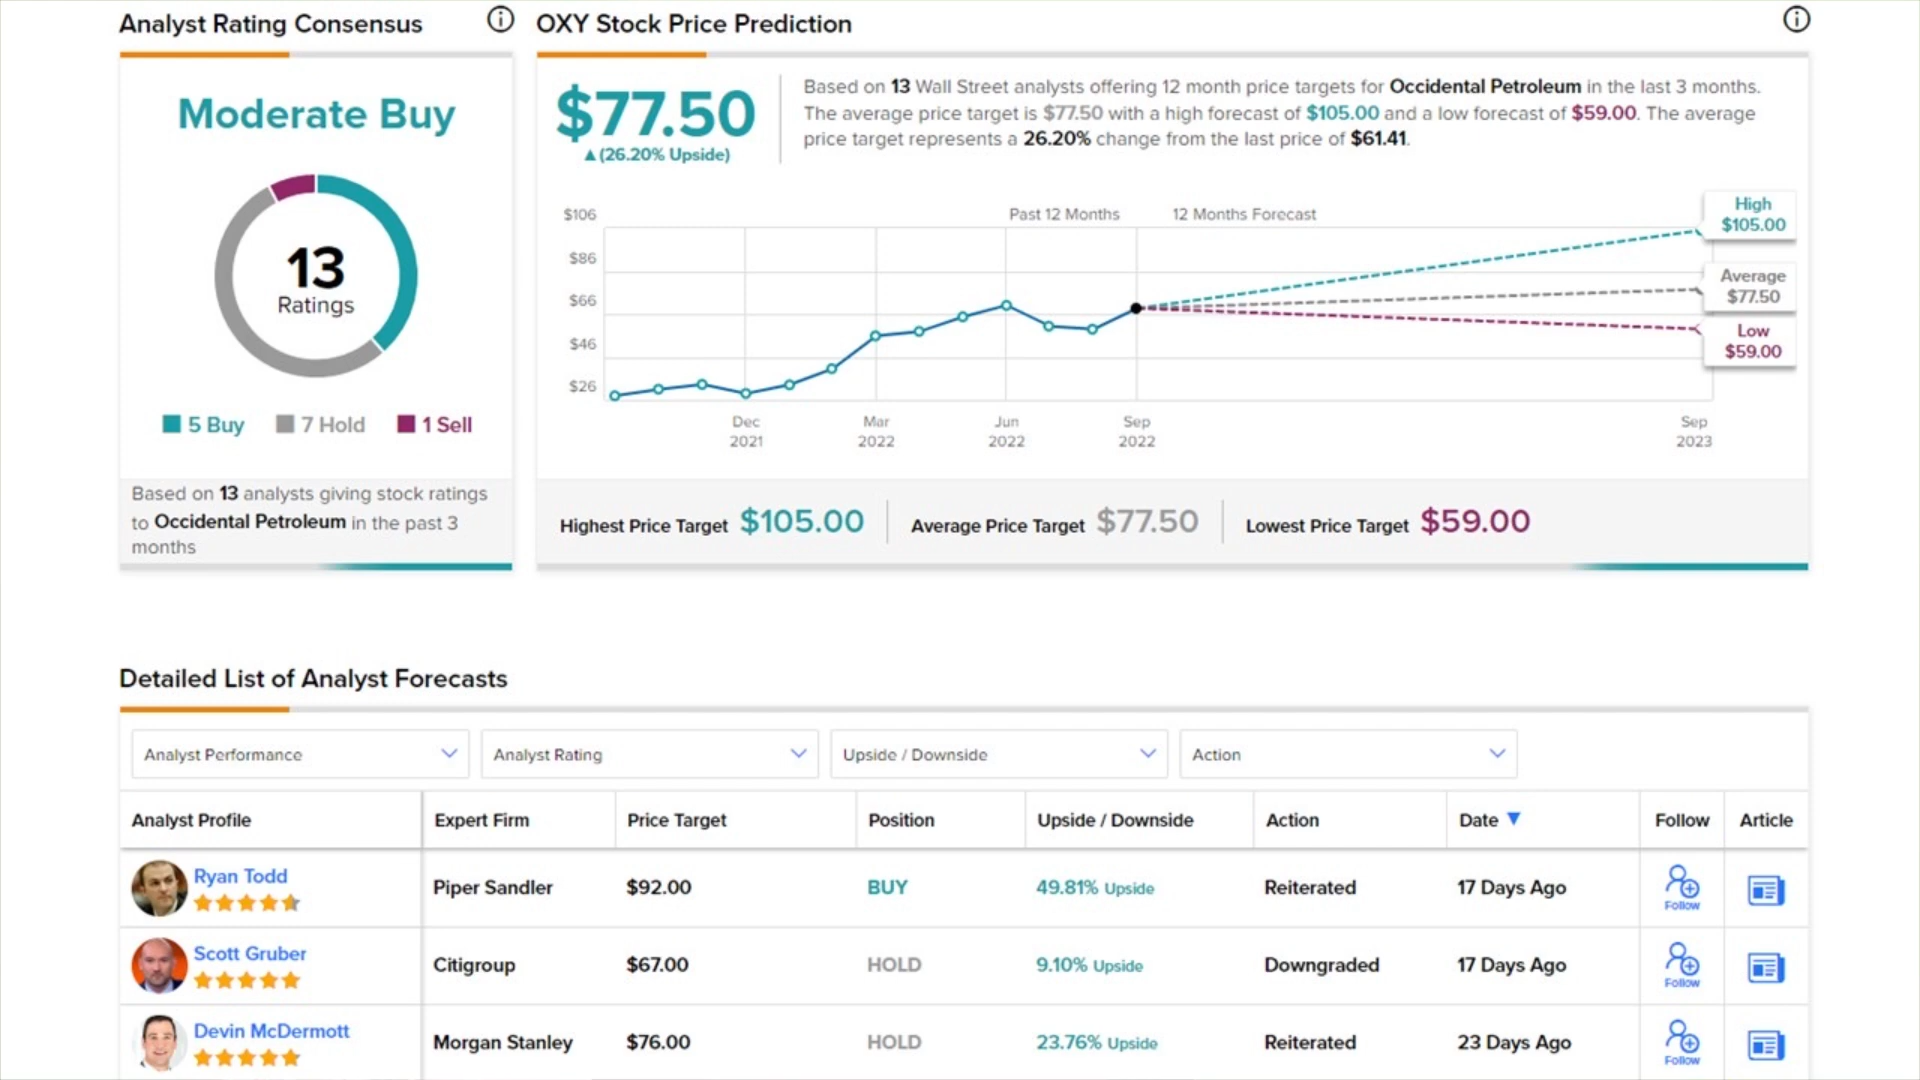 Analyst Rating Consensus
OXY Stock Price Prediction
Moderate Buy
13
Ratings
5 Buy 7 Hold 1 Sell
Based on 13 analysts giving stock ratings
to Occidental Petroleum in the past 3
months
$77.50
▲(26.20% Upside)
Based on 13 Wall Street analysts offering 12 month price targets for Occidental Petroleum in the last 3 months.
The average price target is $77.50 with a high forecast of $105.00 and a low forecast of $59.00. The average
price target represents a 26.20% change from the last price of $61.41.
Past 12 Months 12 Months Forecast
$106
$86
$66
$46
$26
High
$105.00
Average
$77.50
Low
$59.00
Dec Mar Jun Sep Sep
2021 2022 2022 2022 2023
Highest Price Target $105.00 Average Price Target $77.50 Lowest Price Target $59.00
Detailed List of Analyst Forecasts
Analyst Performance Analyst Rating Upside / Downside Action
Analyst Profile Expert Firm Price Target Position Upside / Downside Action Date ▼ Follow Article
Ryan Todd Piper Sandler $92.00 BUY 49.81% Upside Reiterated 17 Days Ago Follow
Scott Gruber Citigroup $67.00 HOLD 9.10% Upside Downgraded 17 Days Ago Follow
Devin McDermott Morgan Stanley $76.00 HOLD 23.76% Upside Reiterated 23 Days Ago Follow